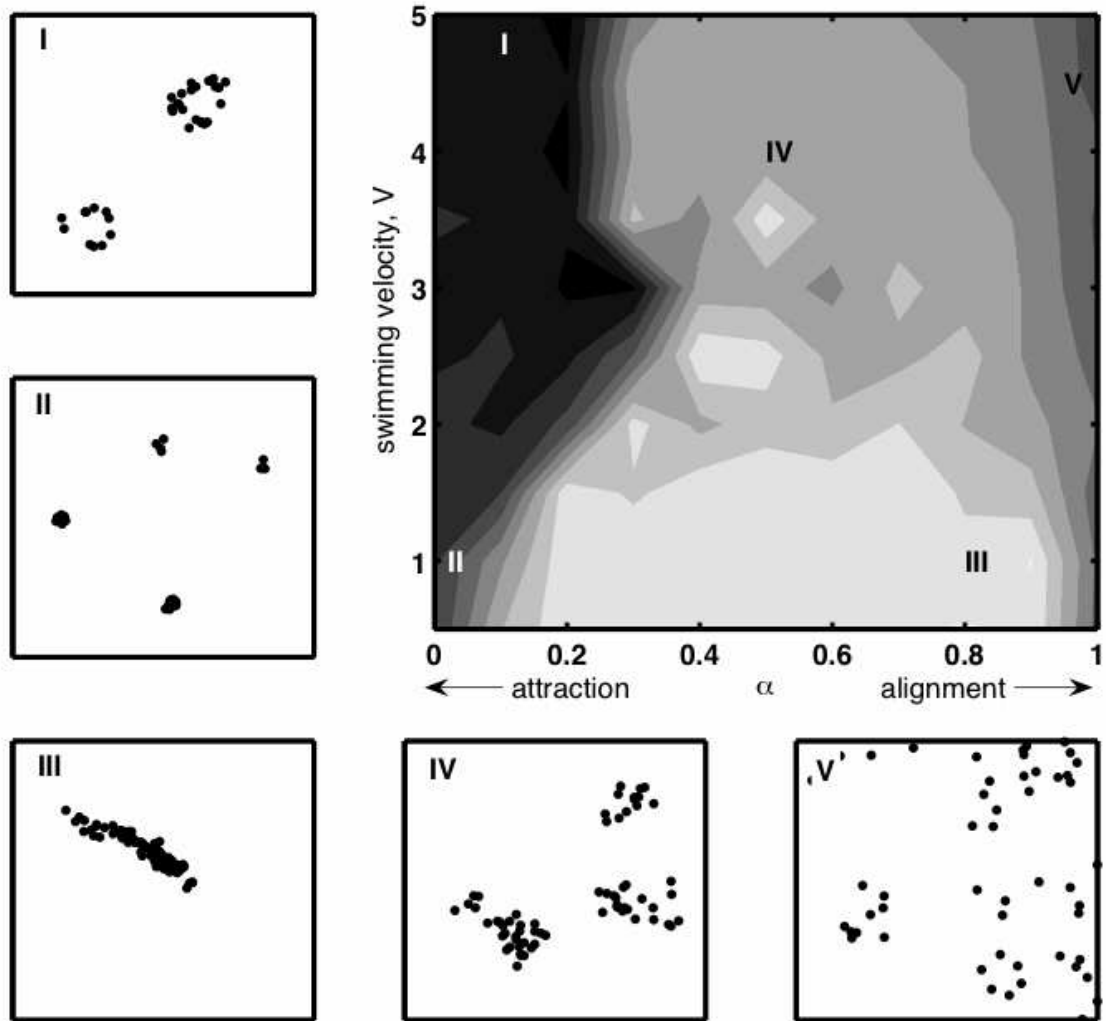 I
II
III
IV
V
5
4
3
2
1
swimming velocity, V
I
II
III
IV
V
0 0.2 0.4 0.6 0.8 1
attraction α alignment